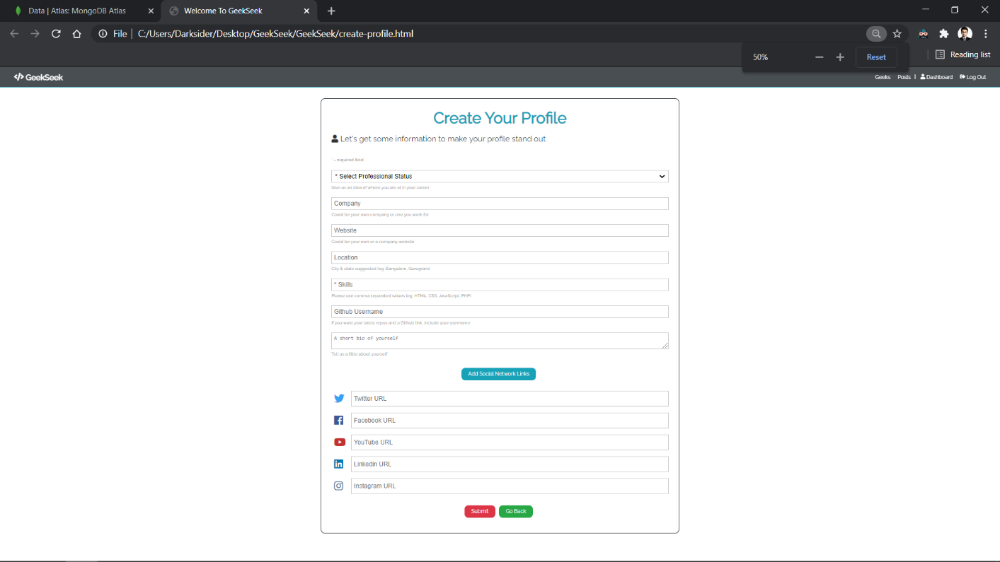 Data | Atlas: MongoDB Atlas
Welcome To GeekSeek
File | C:/Users/Darksider/Desktop/GeekSeek/GeekSeek/create-profile.html
50% Reset
Reading list
</> GeekSeek
Geeks Posts | Dashboard Log Out
Create Your Profile
Let's get some information to make your profile stand out
* = required field
* Select Professional Status
Give us an idea of where you are at in your career
Company
Could be your own company or one you work for
Website
Could be your own or a company website
Location
City & state suggested (eg. Bangalore, Gurugram)
* Skills
Please use comma separated values (eg. HTML, CSS, JavaScript, PHP)
Github Username
If you want your latest repos and a Github link, include your username
A short bio of yourself
Tell us a little about yourself
Add Social Network Links
Twitter URL
Facebook URL
YouTube URL
Linkedin URL
Instagram URL
Submit Go Back